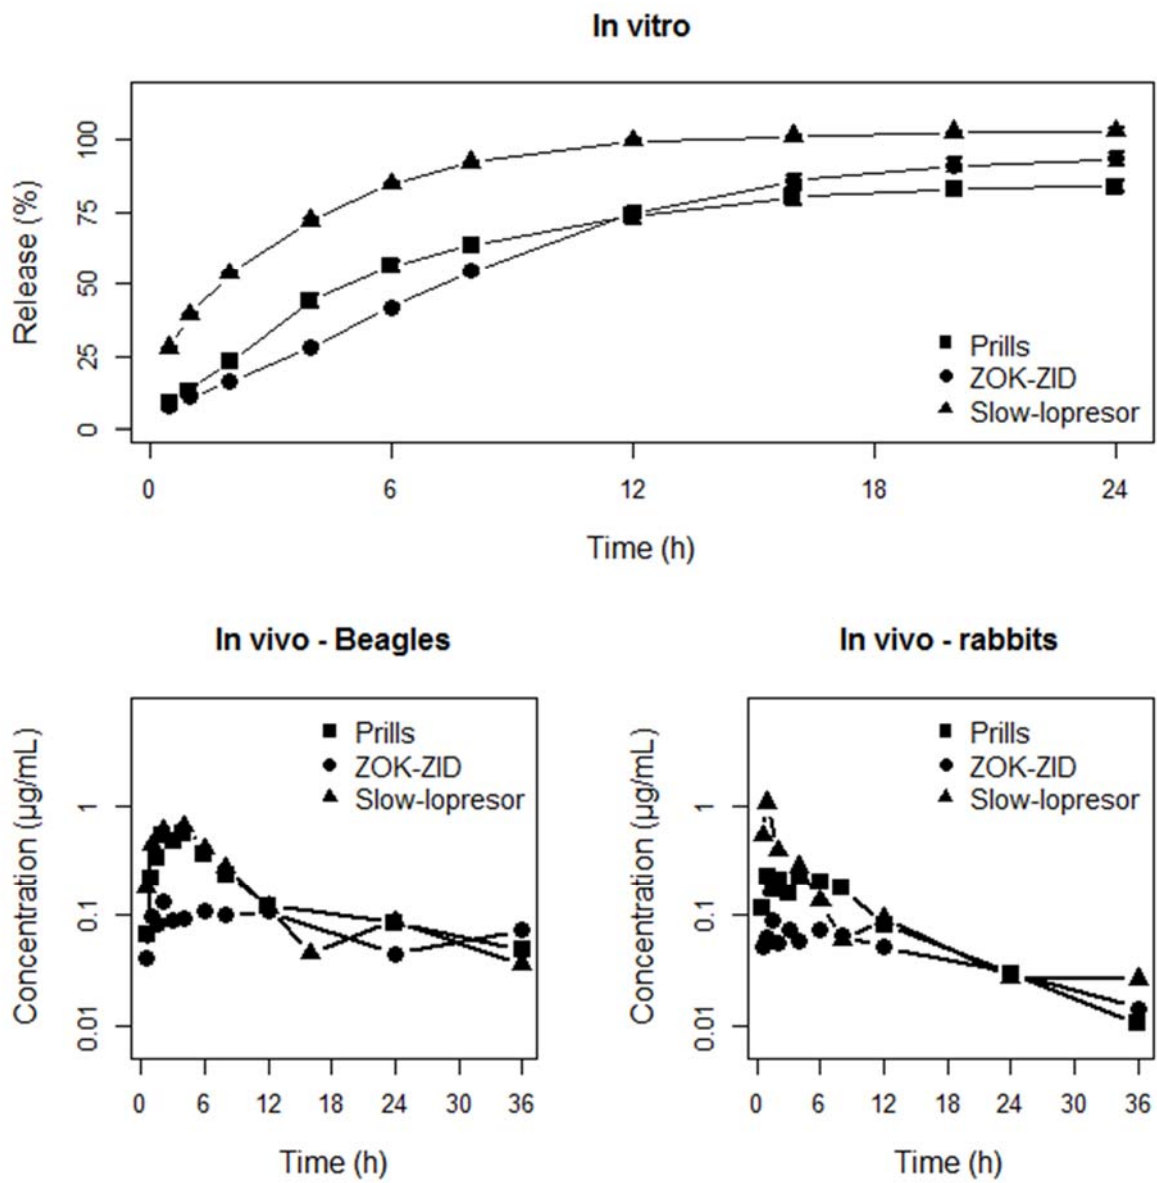 In vitro
Release (%)
100
75
50
25
0
Prills
ZOK-ZID
Slow-lopresor
0 6 12 18 24
Time (h)
In vivo - Beagles
Concentration (µg/mL)
1
0.1
0.01
Prills
ZOK-ZID
Slow-lopresor
0 6 12 24 30 36
Time (h)
In vivo - rabbits
Concentration (µg/mL)
1
0.1
0.01
Prills
ZOK-ZID
Slow-lopresor
0 6 12 24 30 36
Time (h)